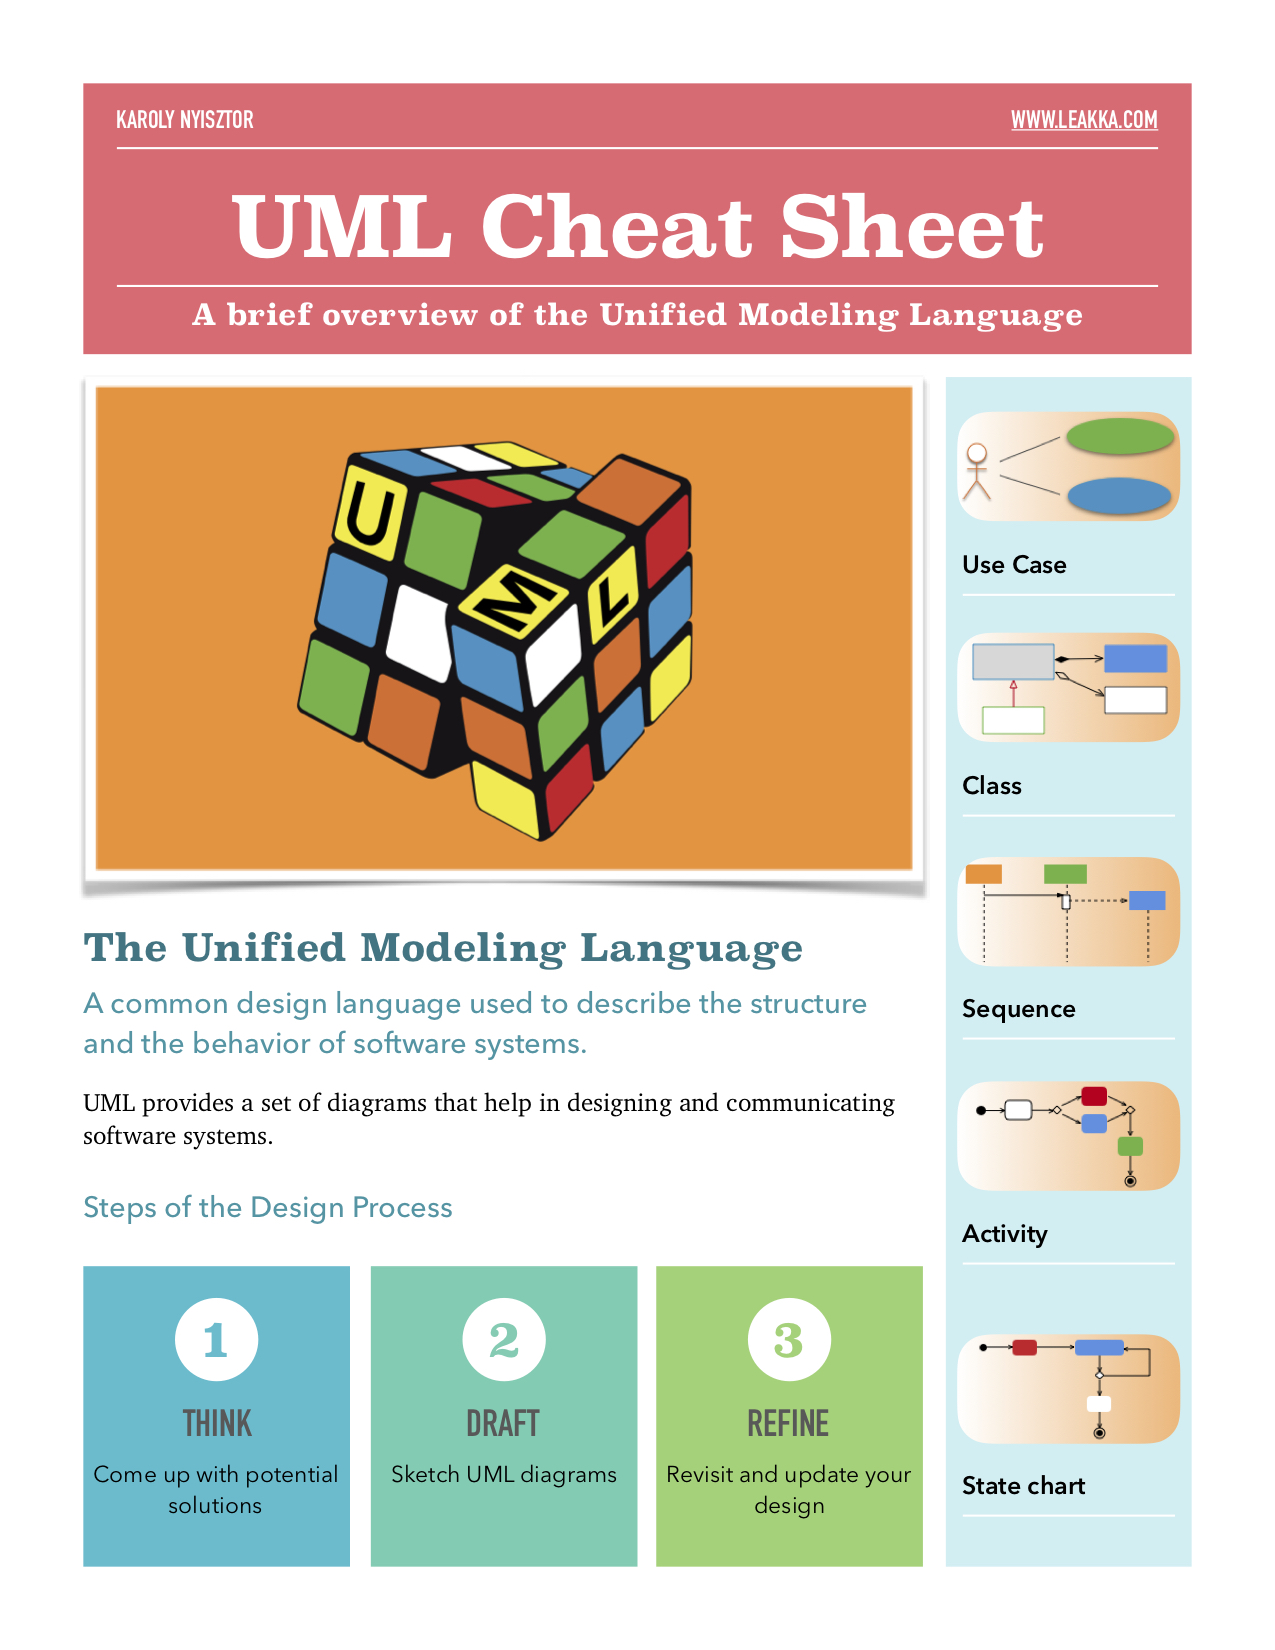 KAROLY NYISZTOR
WWW.LEAKKA.COM
UML Cheat Sheet
A brief overview of the Unified Modeling Language
U
M
L
The Unified Modeling Language
A common design language used to describe the structure
and the behavior of software systems.
UML provides a set of diagrams that help in designing and communicating
software systems.
Steps of the Design Process
1
THINK
Come up with potential
solutions
2
DRAFT
Sketch UML diagrams
3
REFINE
Revisit and update your
design
Use Case
Class
Sequence
Activity
State chart